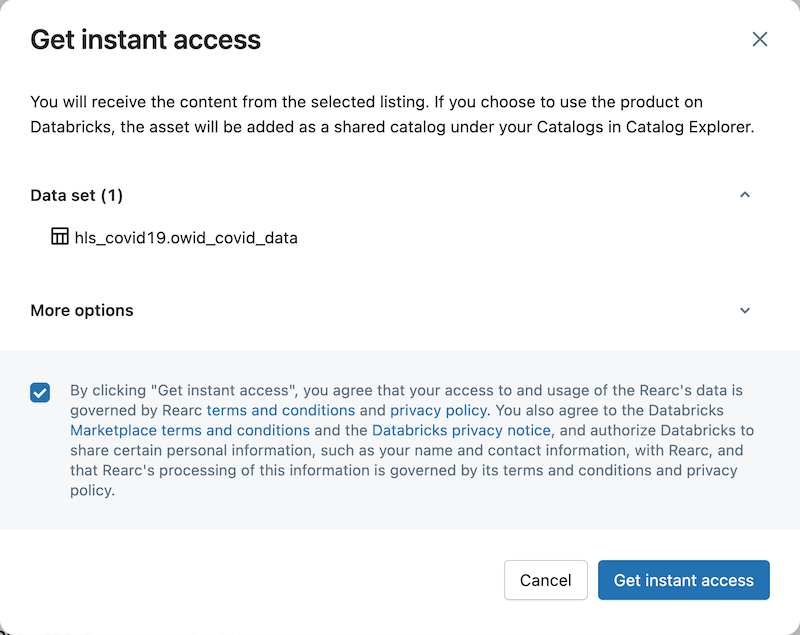 Get instant access
You will receive the content from the selected listing. If you choose to use the product on
Databricks, the asset will be added as a shared catalog under your Catalogs in Catalog Explorer.
Data set (1)
hls_covid19.owid_covid_data
More options
By clicking "Get instant access", you agree that your access to and usage of the Rearc's data is
governed by Rearc terms and conditions and privacy policy. You also agree to the Databricks
Marketplace terms and conditions and the Databricks privacy notice, and authorize Databricks to
share certain personal information, such as your name and contact information, with Rearc, and
that Rearc's processing of this information is governed by its terms and conditions and privacy
policy.
Cancel
Get instant access